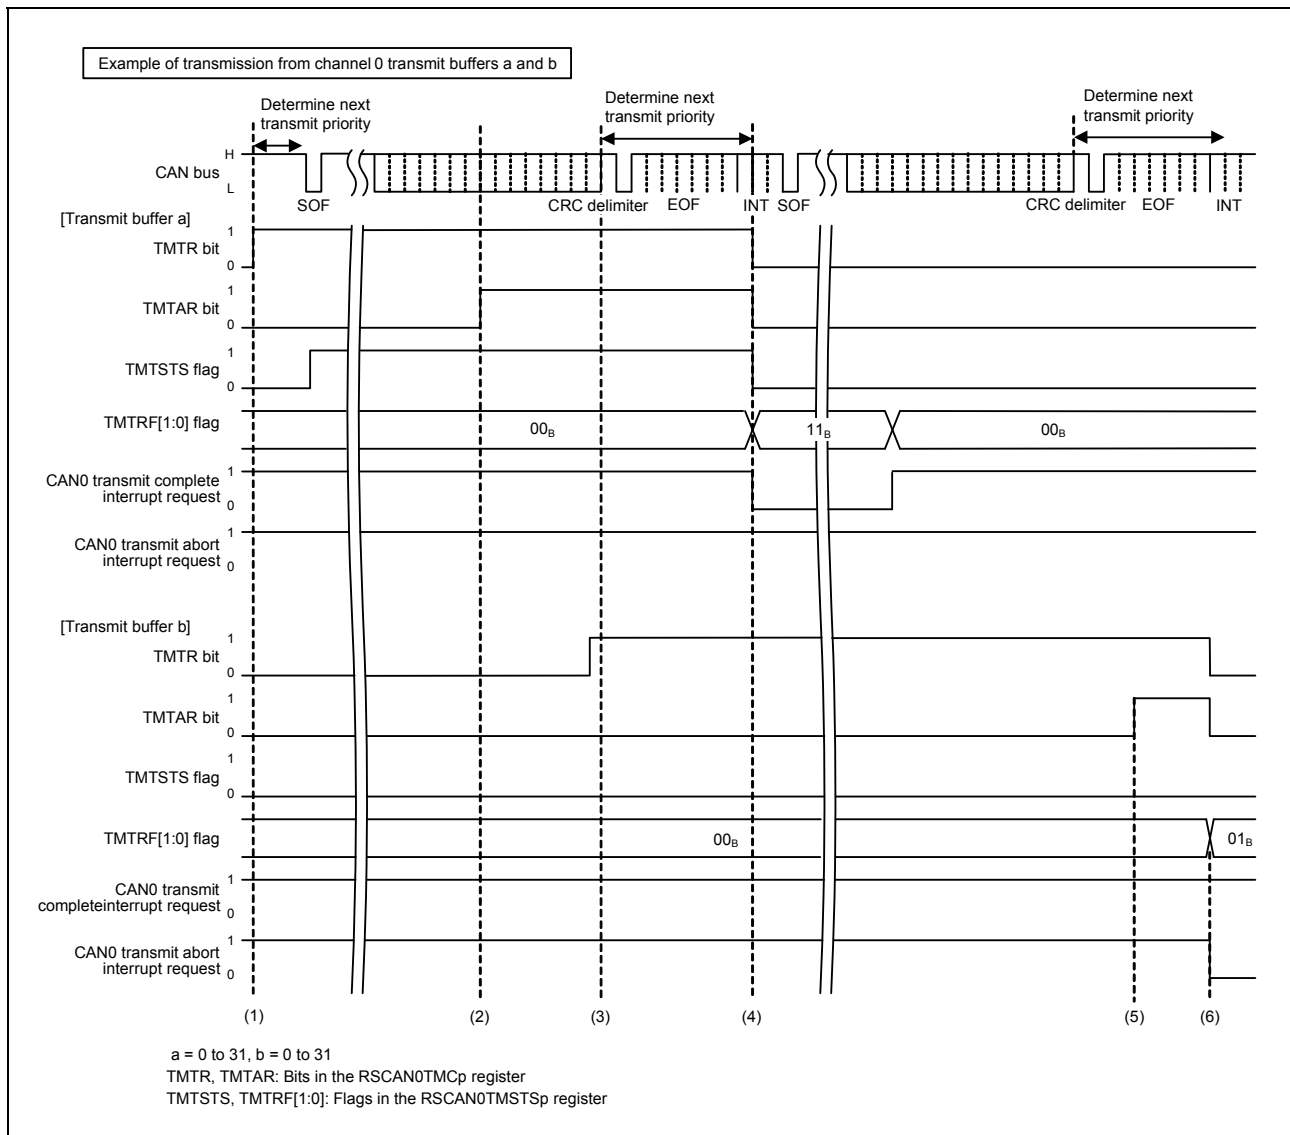 Example of transmission from channel 0 transmit buffers a and b
Determine next
transmit priority
Determine next
transmit priority
Determine next
transmit priority
H
CAN bus
L
SOF
CRC delimiter
EOF
INT
SOF
CRC delimiter
EOF
INT
[Transmit buffer a]
1
TMTR bit
0
1
TMTAR bit
0
1
TMTSTS flag
0
TMTRF[1:0] flag
00B
11B
00B
1
CAN0 transmit complete
interrupt request
0
1
CAN0 transmit abort
interrupt request
0
[Transmit buffer b]
1
TMTR bit
0
1
TMTAR bit
0
1
TMTSTS flag
0
TMTRF[1:0] flag
00B
01B
1
CAN0 transmit
completeinterrupt request
0
1
CAN0 transmit abort
interrupt request
0
(1)
(2)
(3)
(4)
(5)
(6)
a = 0 to 31, b = 0 to 31
TMTR, TMTAR: Bits in the RSCAN0TMCp register
TMTSTS, TMTRF[1:0]: Flags in the RSCAN0TMSTSp register